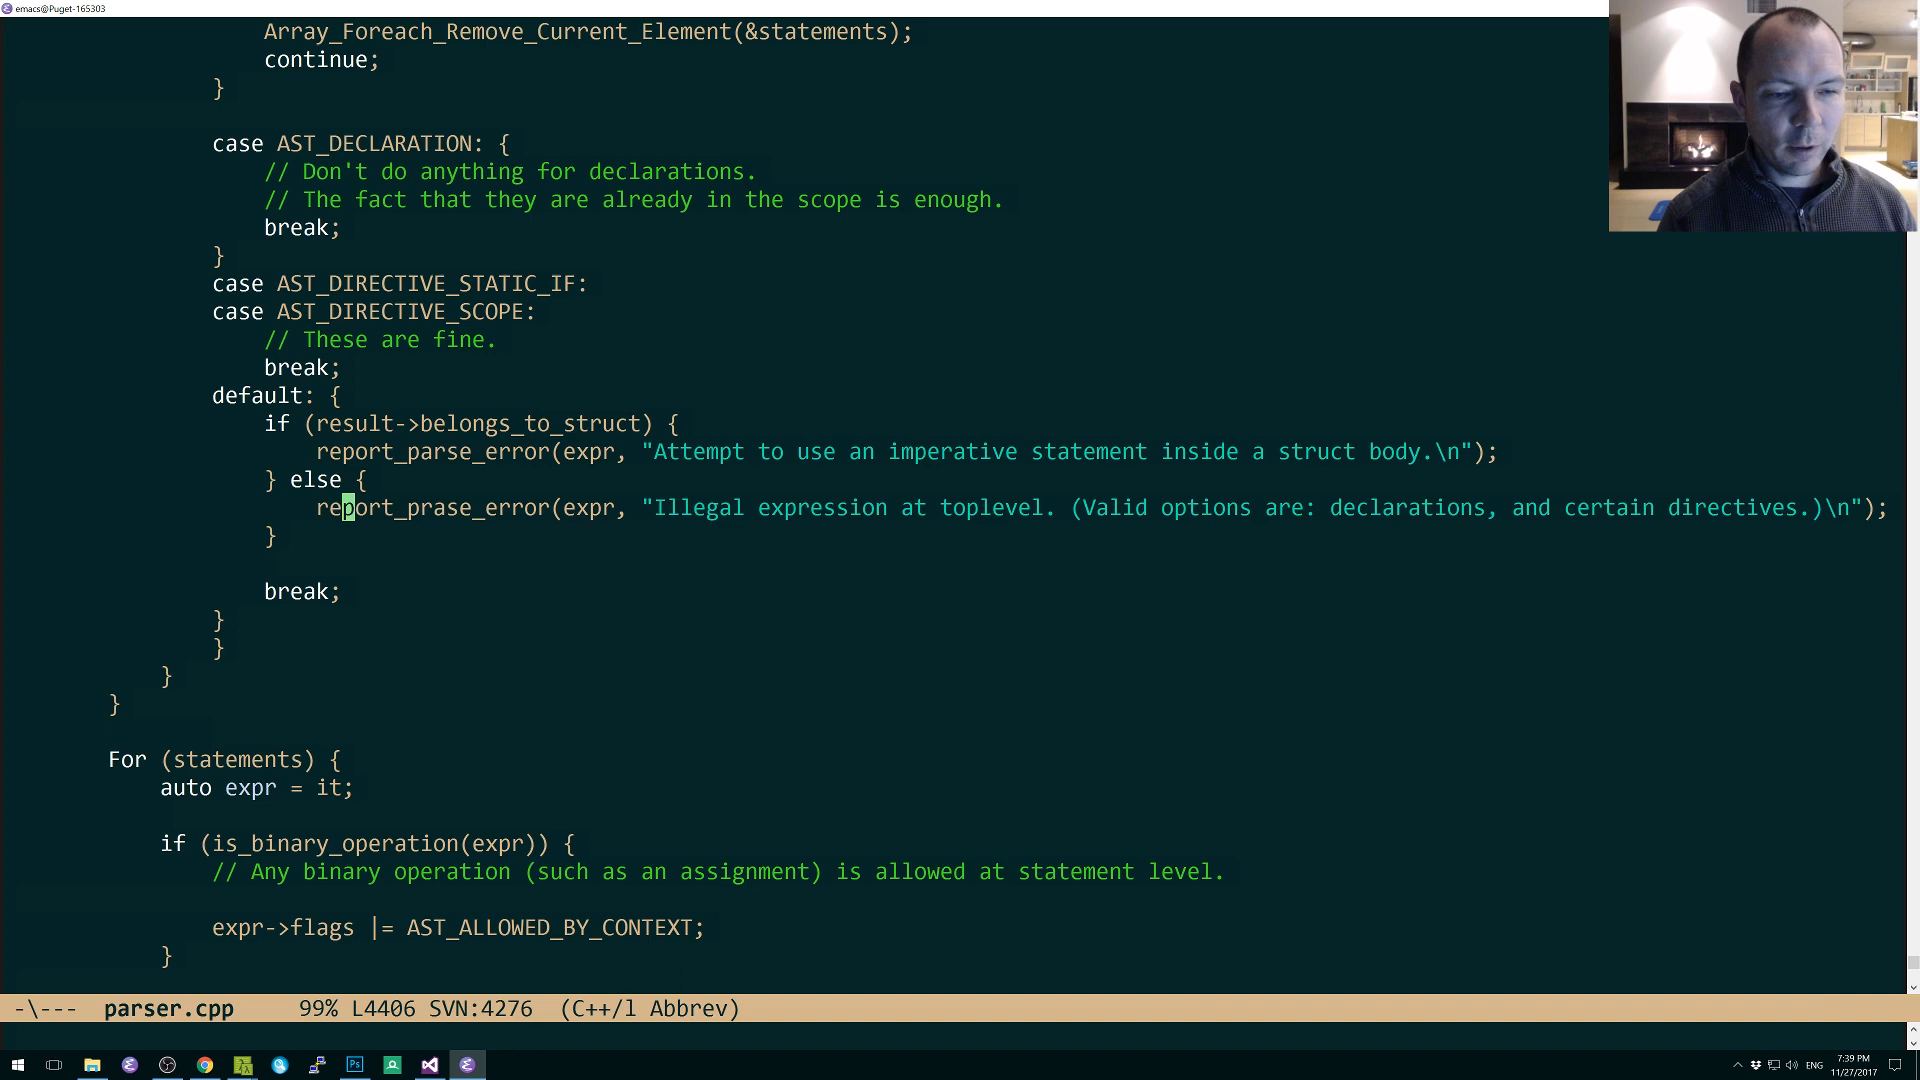 emacs@Puget-165303
Array_Foreach_Remove_Current_Element(&statements);
continue;
}
case AST_DECLARATION: {
// Don't do anything for declarations.
// The fact that they are already in the scope is enough.
break;
}
case AST_DIRECTIVE_STATIC_IF:
case AST_DIRECTIVE_SCOPE:
// These are fine.
break;
default: {
if (result->belongs_to_struct) {
report_parse_error(expr, "Attempt to use an imperative statement inside a struct body.\n");
} else {
report_prase_error(expr, "Illegal expression at toplevel. (Valid options are: declarations, and certain directives.)\n");
}
break;
}
}
}
}
For (statements) {
auto expr = it;
if (is_binary_operation(expr)) {
// Any binary operation (such as an assignment) is allowed at statement level.
expr->flags |= AST_ALLOWED_BY_CONTEXT;
}
-\--- parser.cpp 99% L4406 SVN:4276 (C++/l Abbrev)
Ps
ENG
7:39 PM
11/27/2017